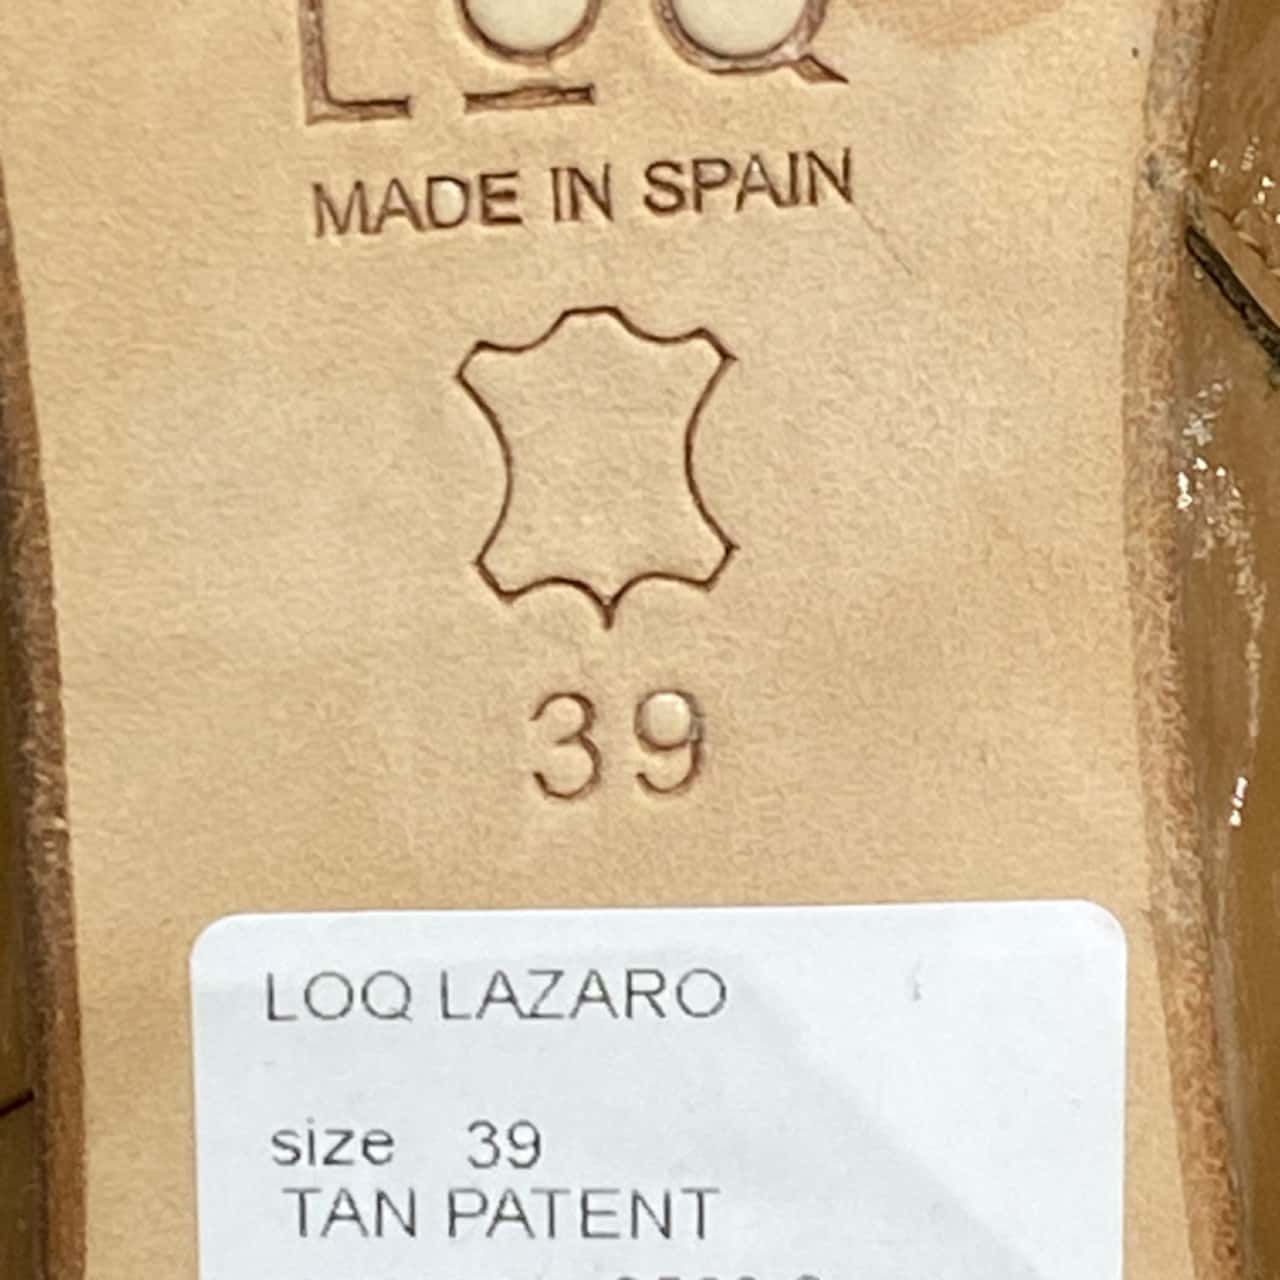 LOQ
MADE IN SPAIN
39
LOQ LAZARO
size 39
TAN PATENT